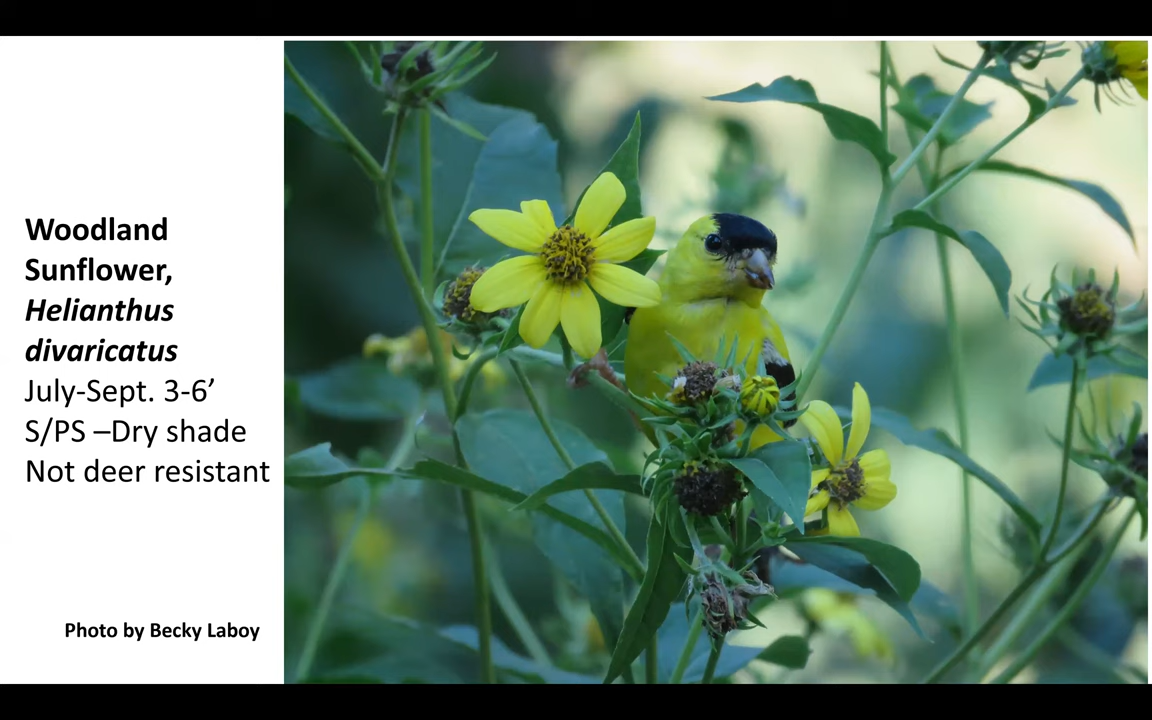 Woodland
Sunflower,
Helianthus
divaricatus
July-Sept. 3-6’
S/PS –Dry shade
Not deer resistant
Photo by Becky Laboy